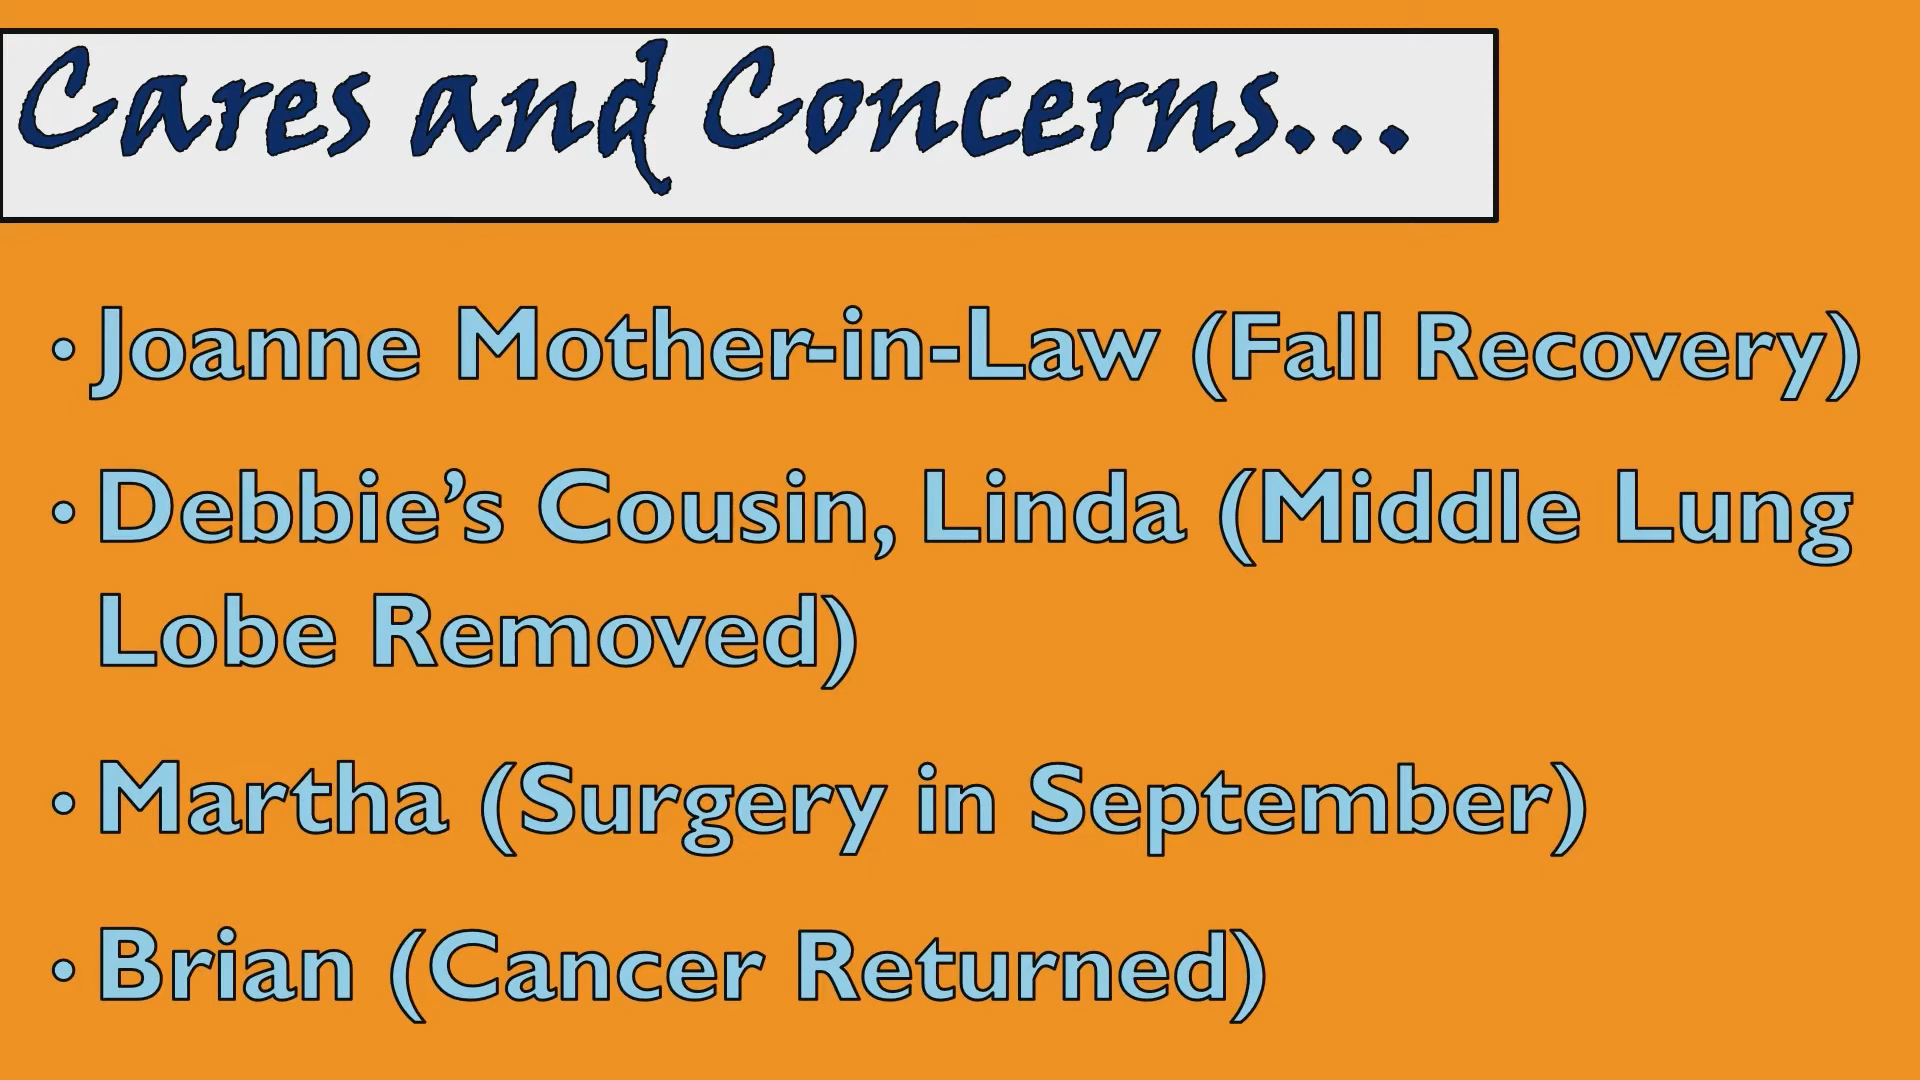 Cares and Concerns...
• Joanne Mother-in-Law (Fall Recovery)
• Debbie’s Cousin, Linda (Middle Lung
Lobe Removed)
• Martha (Surgery in September)
• Brian (Cancer Returned)